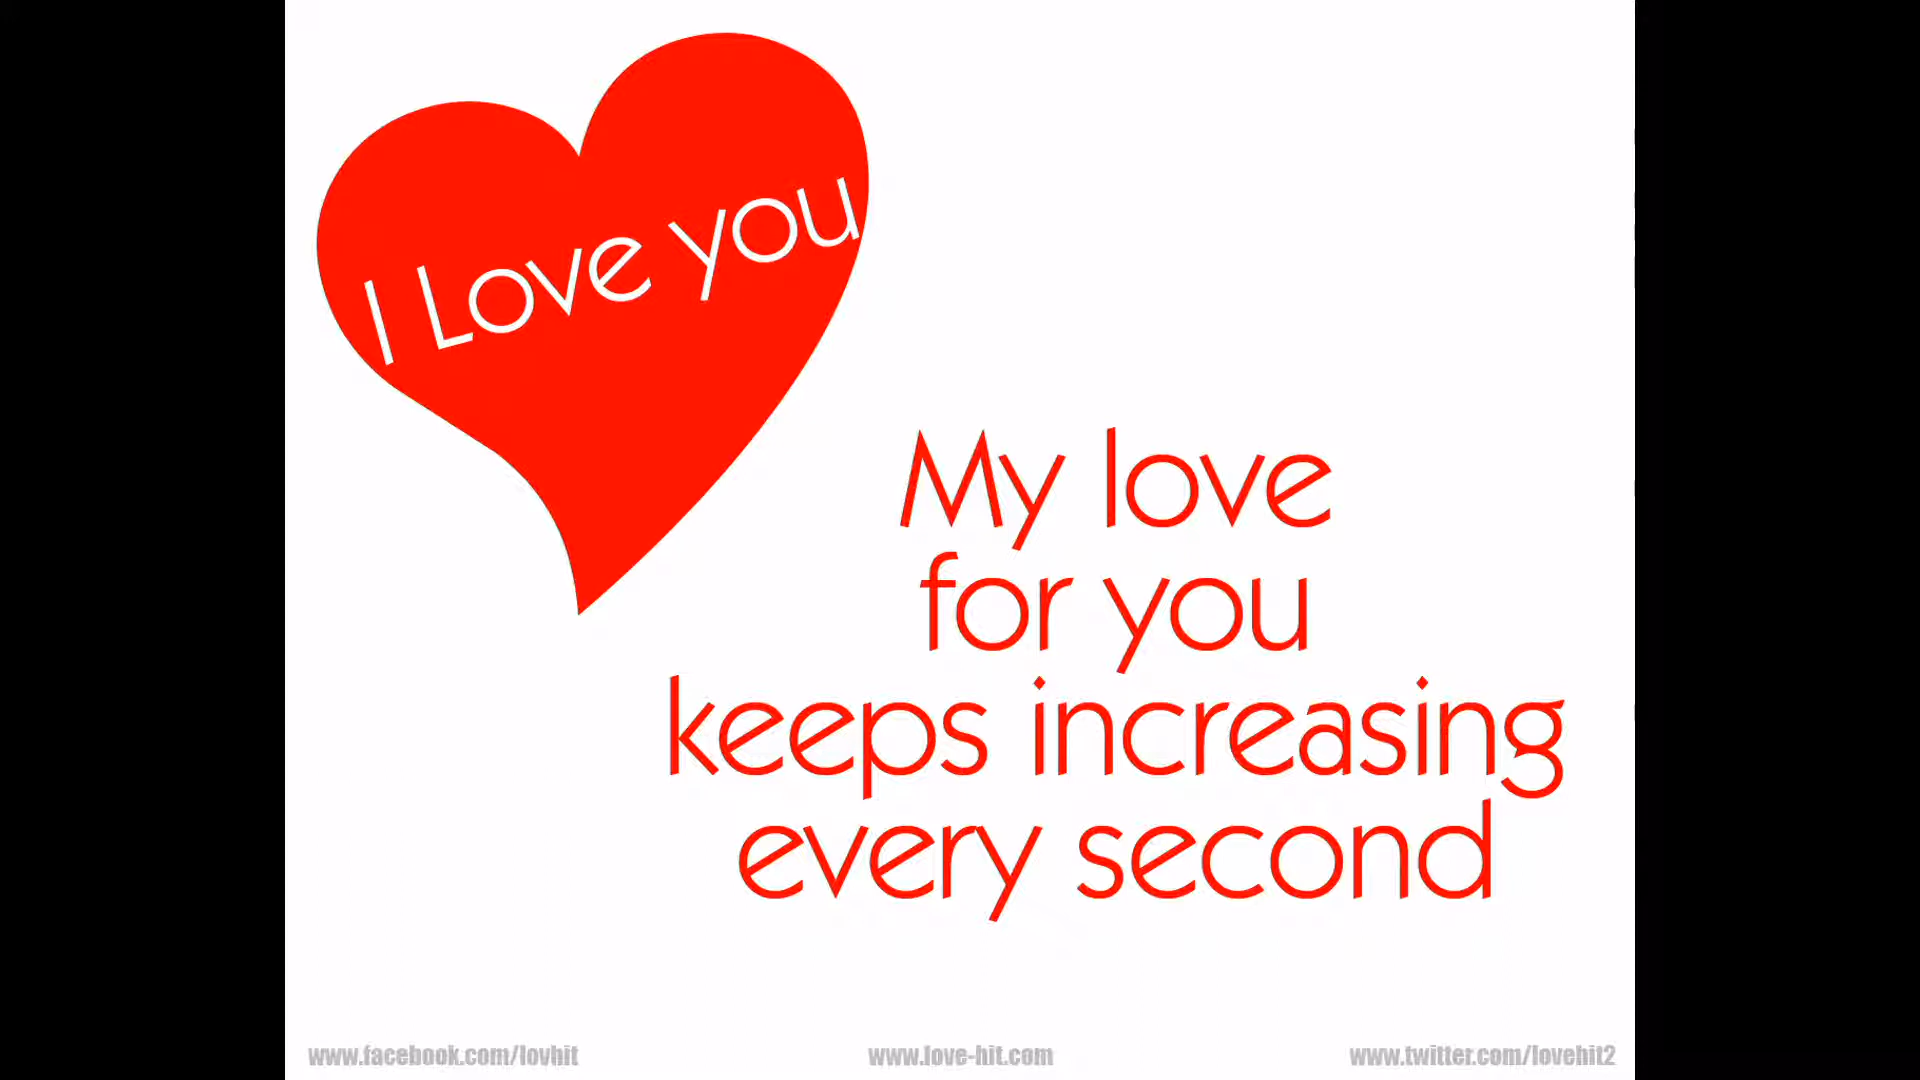 I Love you
My love
for you
keeps increasing
every second
www.facebook.com/lovhit
www.love-hit.com
www.twitter.com/lovehit2